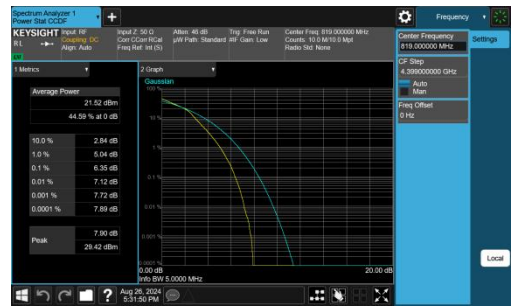 Spectrum Analyzer 1
Power Stat CCDF
Frequency
KEYSIGHT
Input: RF
Coupling: DC
Align: Auto
Input Z: 50 Ω
Corr CCorr RCal
Freq Ref: Int (S)
Atten: 46 dB
µW Path: Standard
Trig: Free Run
#IF Gain: Low
Center Freq: 819.000000 MHz
Counts: 10.0 M/10.0 Mpt
Radio Std: None
Center Frequency
819.000000 MHz
Settings
CF Step
4.399000000 GHz
Auto
Man
Freq Offset
0 Hz
1 Metrics
2 Graph
Gaussian
Average Power
21.52 dBm
44.59 % at 0 dB
10.0 % 2.84 dB
1.0 % 5.04 dB
0.1 % 6.35 dB
0.01 % 7.12 dB
0.001 % 7.72 dB
0.0001 % 7.89 dB
Peak
7.90 dB
29.42 dBm
100 %
10 %
1 %
0.1 %
0.01 %
0.001 %
0.0001 %
0.00 dB
20.00 dB
Info BW 5.0000 MHz
Local
?
Aug 26, 2024
5:31:50 PM